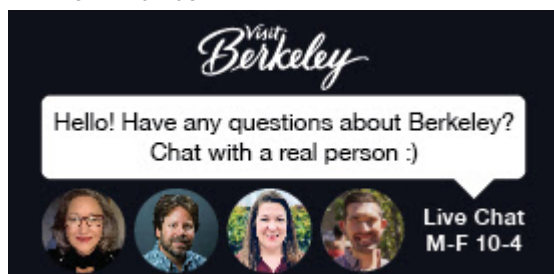 Visit
Berkeley
Hello! Have any questions about Berkeley?
Chat with a real person :)
Live Chat
M-F 10-4